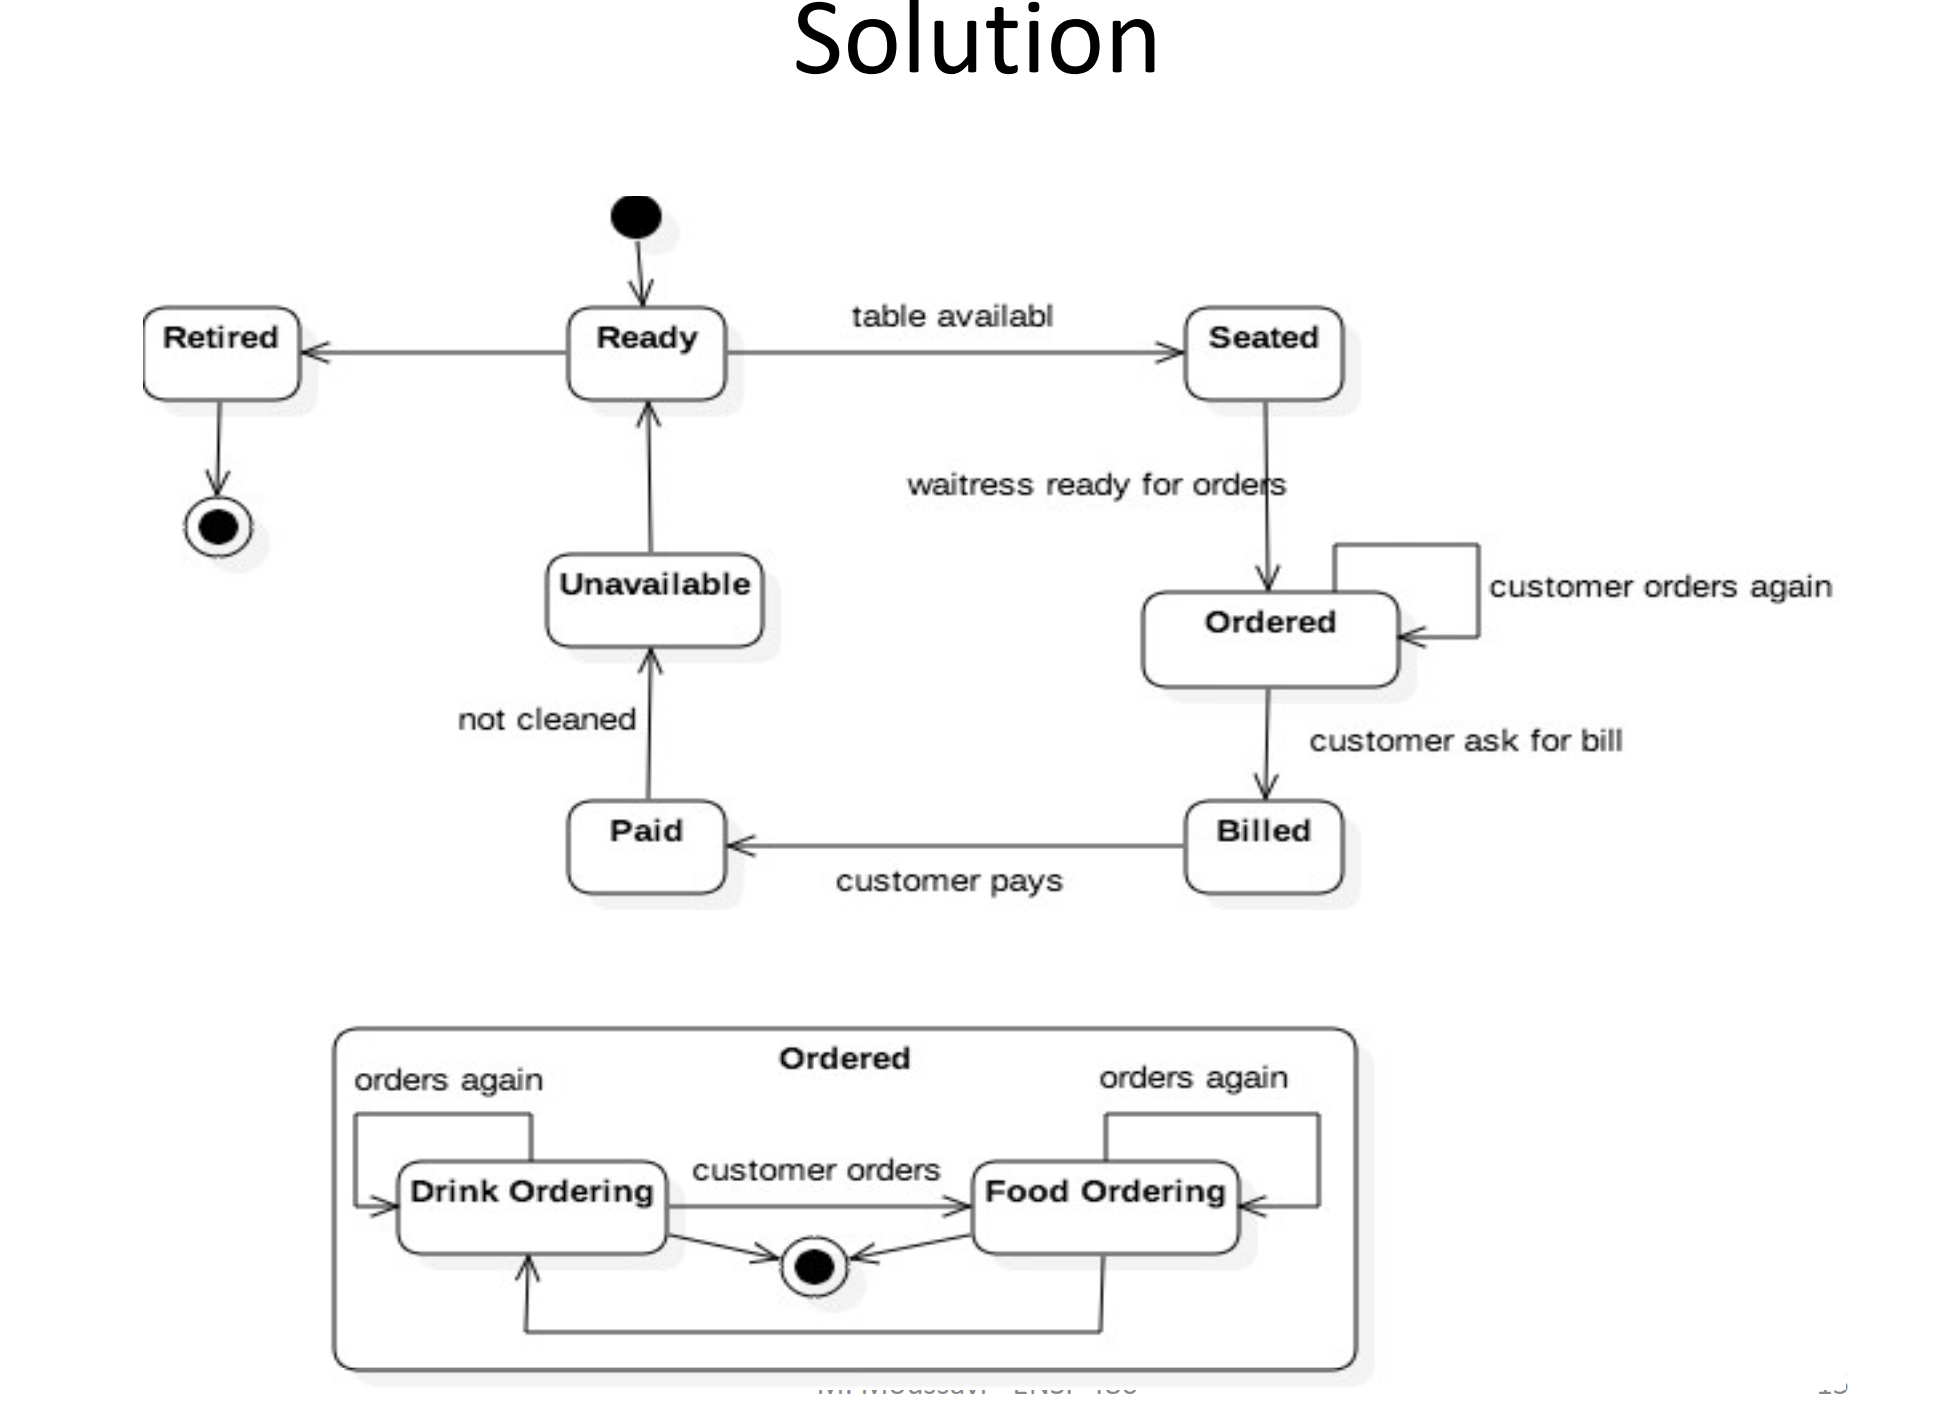 Solution
Retired
Ready
table availabl
Seated
waitress ready for orders
customer orders again
Unavailable
Ordered
not cleaned
customer ask for bill
Paid
Billed
customer pays
Ordered
orders again
orders again
customer orders
Drink Ordering
Food Ordering